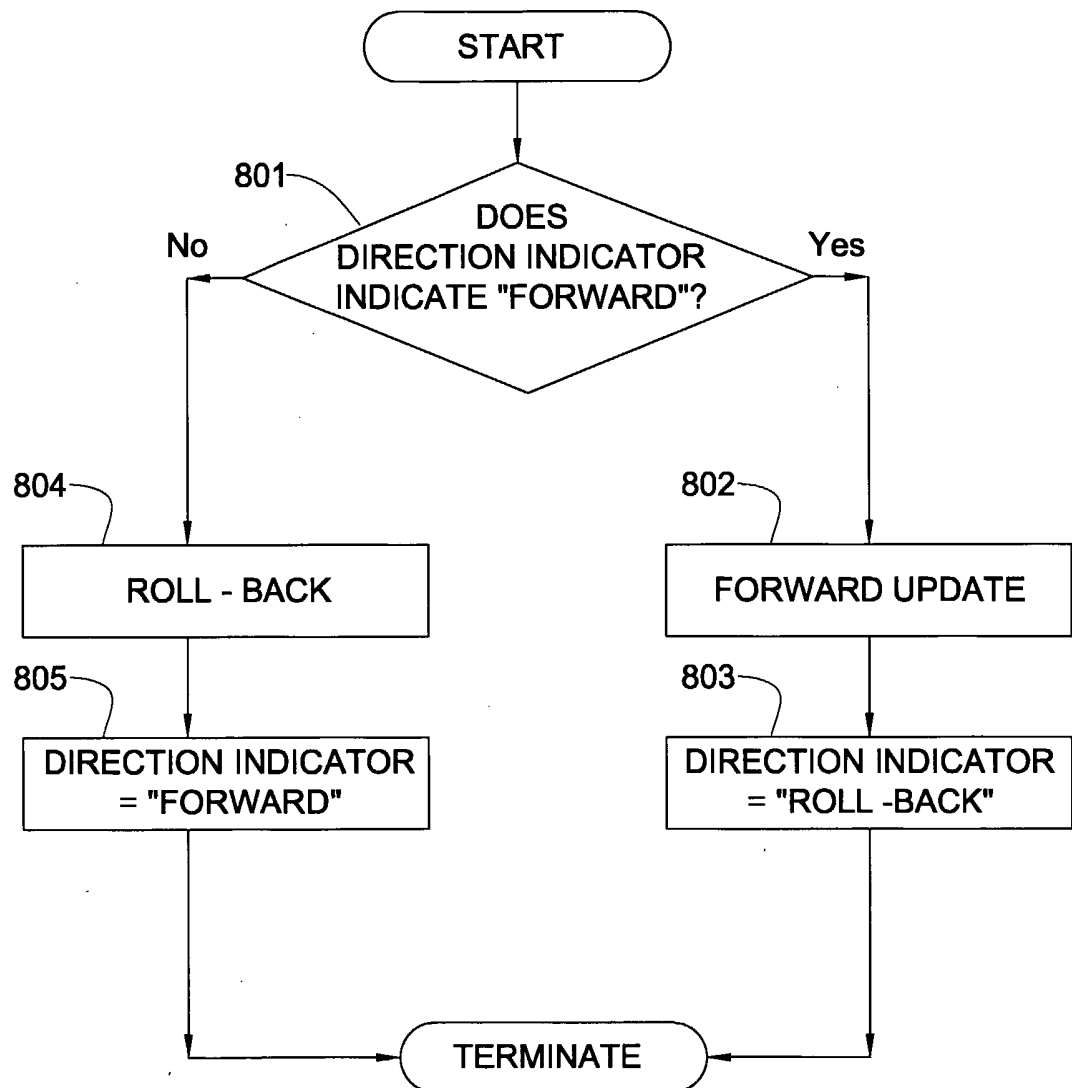 START
801
DOES
DIRECTION INDICATOR
INDICATE "FORWARD"?
No
Yes
804
802
ROLL - BACK
FORWARD UPDATE
805
803
DIRECTION INDICATOR
= "FORWARD"
DIRECTION INDICATOR
= "ROLL -BACK"
TERMINATE